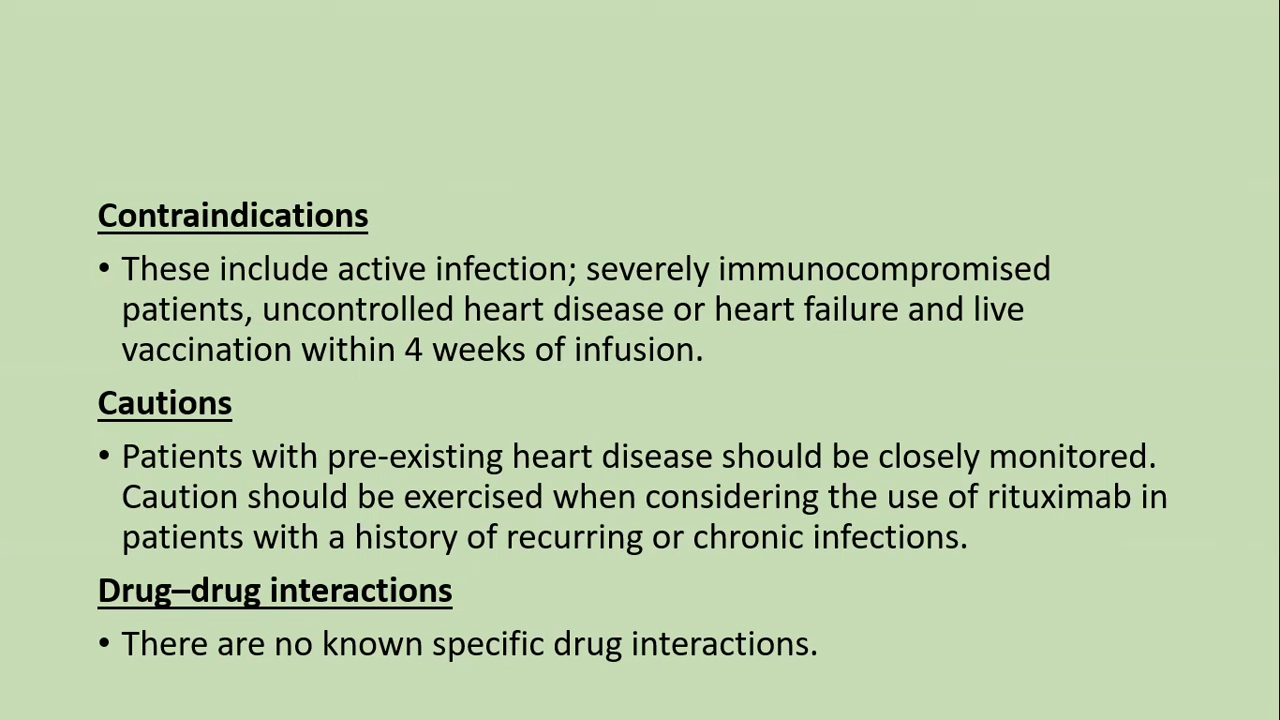 Contraindications
• These include active infection; severely immunocompromised
patients, uncontrolled heart disease or heart failure and live
vaccination within 4 weeks of infusion.
Cautions
• Patients with pre-existing heart disease should be closely monitored.
Caution should be exercised when considering the use of rituximab in
patients with a history of recurring or chronic infections.
Drug–drug interactions
• There are no known specific drug interactions.